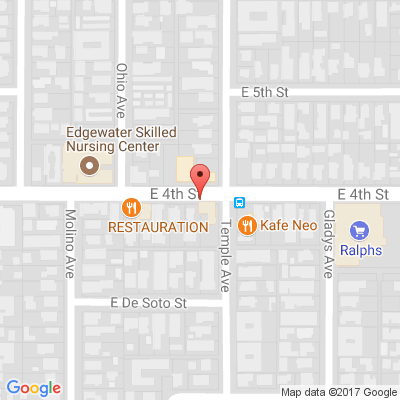 Ohio Ave
E 5th St
Edgewater Skilled
Nursing Center
E 4th St
E 4th St
RESTAURATION
Kafe Neo
Ralphs
Molino Ave
Temple Ave
Gladys Ave
E De Soto St
Google
Map data ©2017 Google